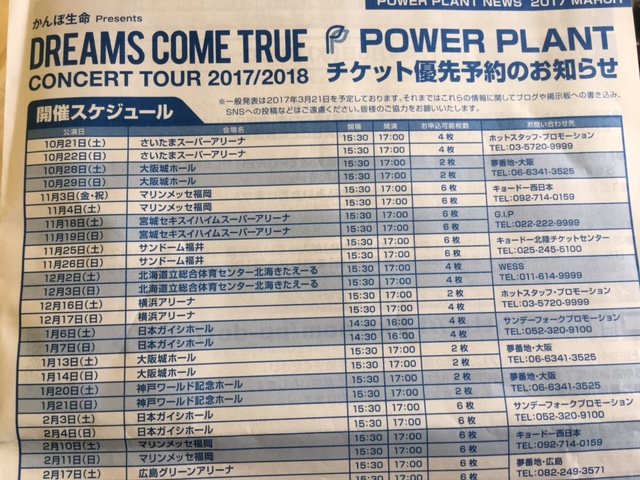 POWER PLANT NEWS 2017 MARCH
かんぽ生命 Presents
DREAMS COME TRUE
CONCERT TOUR 2017/2018
POWER PLANT
チケット優先予約のお知らせ
開催スケジュール
※一般発表は2017年3月21日を予定しております。それまではこれらの情報に関してブログや掲示板への書き込み、
SNSへの投稿などはご遠慮ください。皆様のご協力をお願いいたします。
公演日 会場名 開場 開演 お申込可能枚数 お問い合わせ先
10月21日(土) さいたまスーパーアリーナ 15:30 17:00 4枚 ホットスタッフ・プロモーション
10月22日(日) さいたまスーパーアリーナ 15:30 17:00 4枚 TEL:03-5720-9999
10月28日(土) 大阪城ホール 15:30 17:00 2枚 夢番地・大阪
10月29日(日) 大阪城ホール 15:30 17:00 2枚 TEL:06-6341-3525
11月3日(金・祝) マリンメッセ福岡 15:30 17:00 6枚 キョードー西日本
11月4日(土) マリンメッセ福岡 15:30 17:00 6枚 TEL:092-714-0159
11月18日(土) 宮城セキスイハイムスーパーアリーナ 15:30 17:00 6枚 G.I.P
11月19日(日) 宮城セキスイハイムスーパーアリーナ 15:30 17:00 6枚 TEL:022-222-9999
11月25日(土) サンドーム福井 15:30 17:00 6枚 キョードー北陸チケットセンター
11月26日(日) サンドーム福井 15:30 17:00 6枚 TEL:025-245-5100
12月2日(土) 北海道立総合体育センター北海きたえーる 15:30 17:00 4枚 WESS
12月3日(日) 北海道立総合体育センター北海きたえーる 15:30 17:00 4枚 TEL:011-614-9999
12月16日(土) 横浜アリーナ 15:30 17:00 2枚 ホットスタッフ・プロモーション
12月17日(日) 横浜アリーナ 15:30 17:00 2枚 TEL:03-5720-9999
1月6日(土) 日本ガイシホール 14:30 16:00 4枚 サンデーフォークプロモーション
1月7日(日) 日本ガイシホール 14:30 16:00 4枚 TEL:052-320-9100
1月13日(土) 大阪城ホール 15:30 17:00 2枚 夢番地・大阪
1月14日(日) 大阪城ホール 15:30 17:00 2枚 TEL:06-6341-3525
1月20日(土) 神戸ワールド記念ホール 15:30 17:00 2枚 夢番地・大阪
1月21日(日) 神戸ワールド記念ホール 15:30 17:00 2枚 TEL:06-6341-3525
2月3日(土) 日本ガイシホール 15:30 17:00 6枚 サンデーフォークプロモーション
2月4日(日) 日本ガイシホール 15:30 17:00 6枚 TEL:052-320-9100
2月10日(土) マリンメッセ福岡 15:30 17:00 6枚 キョードー西日本
2月11日(日) マリンメッセ福岡 15:30 17:00 6枚 TEL:092-714-0159
2月17日(土) 広島グリーンアリーナ 15:30 17:00 6枚 夢番地・広島
TEL:082-249-3571